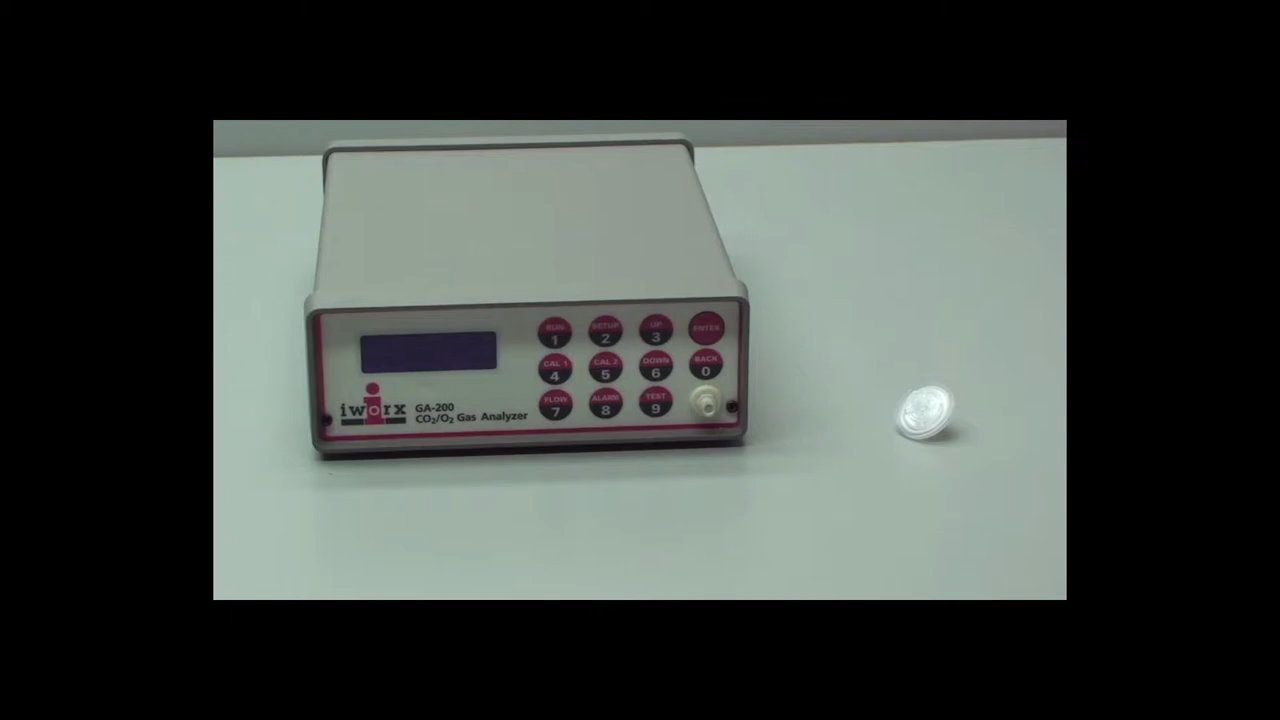 RUN 1
SETUP 2
UP 3
ENTER
CAL 1 4
CAL 2 5
DOWN 6
BACK 0
FLOW 7
ALARM 8
TEST 9
iworx
GA-200
CO₂/O₂ Gas Analyzer